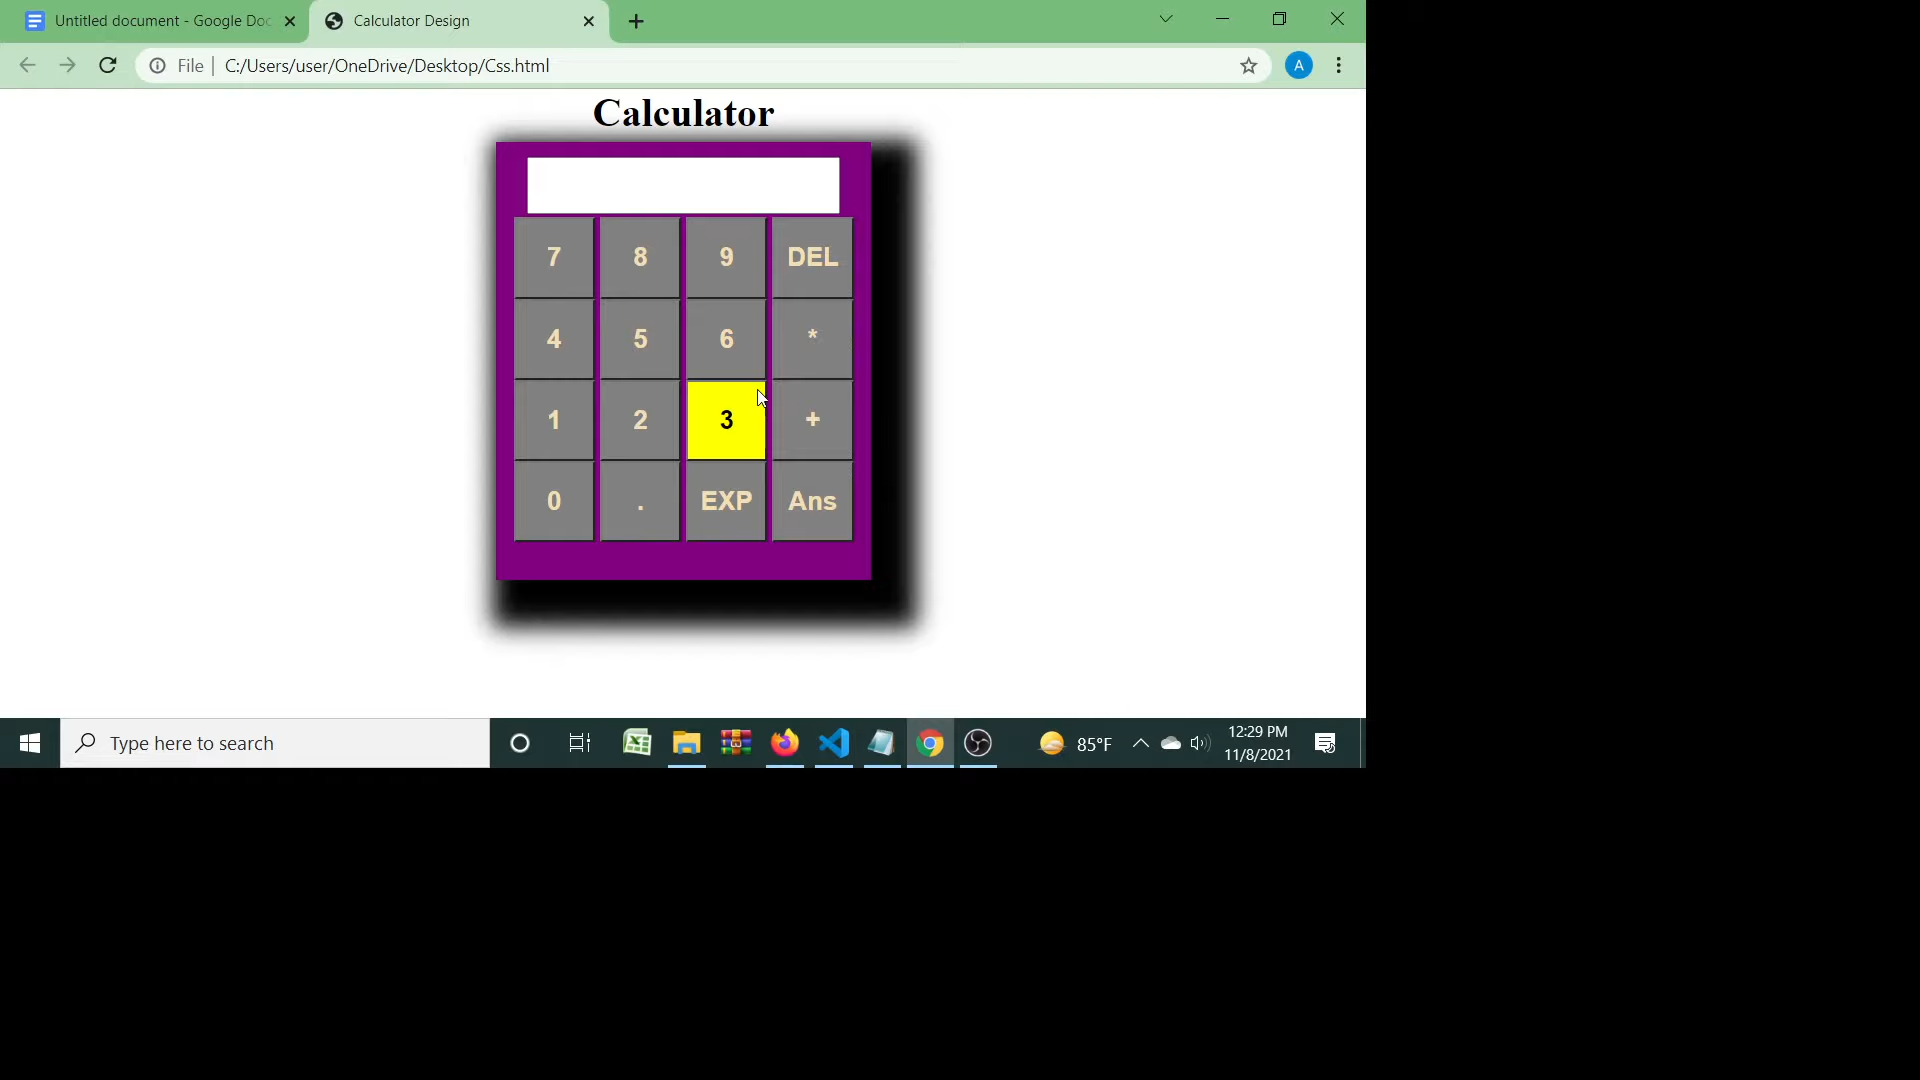 Untitled document - Google Doc
Calculator Design
File
C:/Users/user/OneDrive/Desktop/Css.html
A
Calculator
7 8 9 DEL
4 5 6 *
1 2 3 +
0 . EXP Ans
Type here to search
85°F
12:29 PM
11/8/2021